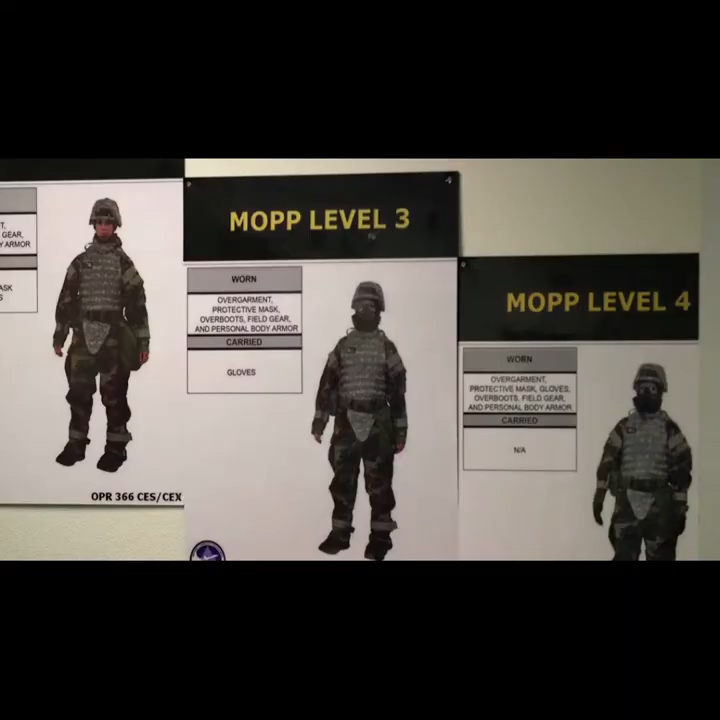 T,
GEAR,
Y ARMOR
ASK
S
OPR 366 CES/CEX
4
MOPP LEVEL 3
WORN
OVERGARMENT,
PROTECTIVE MASK,
OVERBOOTS, FIELD GEAR,
AND PERSONAL BODY ARMOR
CARRIED
GLOVES
MOPP LEVEL 4
WORN
OVERGARMENT,
PROTECTIVE MASK, GLOVES,
OVERBOOTS, FIELD GEAR,
AND PERSONAL BODY ARMOR
CARRIED
N/A